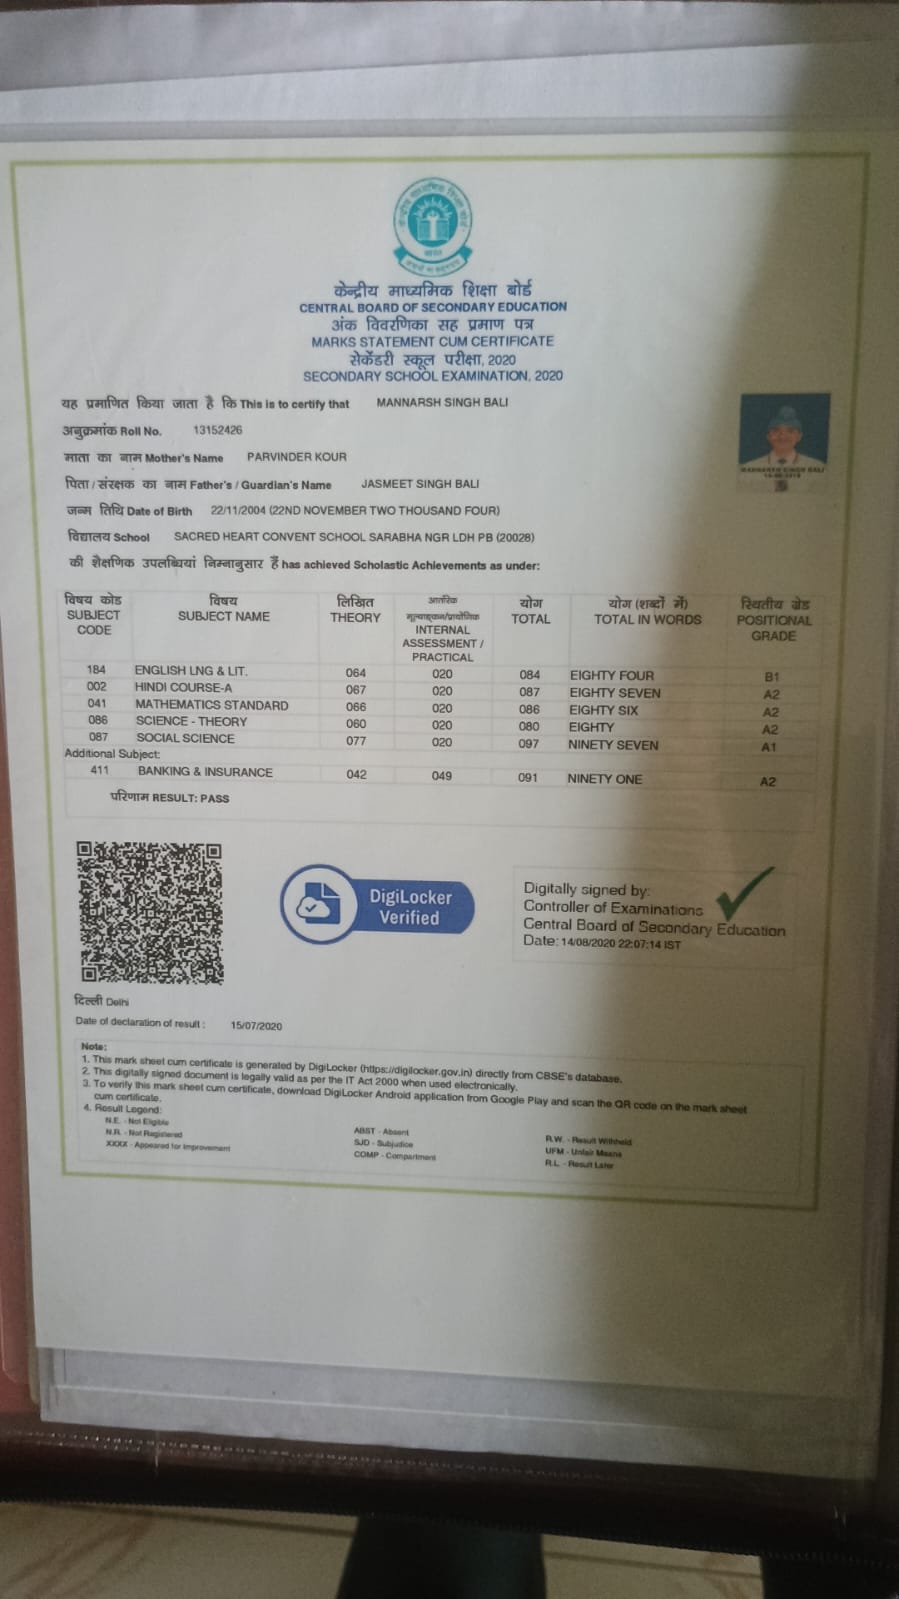 केन्द्रीय माध्यमिक शिक्षा बोर्ड
CENTRAL BOARD OF SECONDARY EDUCATION
अंक विवरणिका सह प्रमाण पत्र
MARKS STATEMENT CUM CERTIFICATE
सेकेंडरी स्कूल परीक्षा, 2020
SECONDARY SCHOOL EXAMINATION, 2020
यह प्रमाणित किया जाता है कि This is to certify that MANNARSH SINGH BALI
अनुक्रमांक Roll No. 13152426
माता का नाम Mother's Name PARVINDER KOUR
पिता / संरक्षक का नाम Father's / Guardian's Name JASMEET SINGH BALI
जन्म तिथि Date of Birth 22/11/2004 (22ND NOVEMBER TWO THOUSAND FOUR)
विद्यालय School SACRED HEART CONVENT SCHOOL SARABHA NGR LDH PB (20028)
की शैक्षणिक उपलब्धियां निम्नानुसार हैं has achieved Scholastic Achievements as under:
MANNARSH SINGH BALI
विषय कोड SUBJECT CODE विषय SUBJECT NAME लिखित THEORY आतंरिक मूल्याङ्कन/प्रायोगिक INTERNAL ASSESSMENT / PRACTICAL योग TOTAL योग (शब्दों में) TOTAL IN WORDS स्थितीय ग्रेड POSITIONAL GRADE
184 ENGLISH LNG & LIT. 064 020 084 EIGHTY FOUR B1
002 HINDI COURSE-A 067 020 087 EIGHTY SEVEN A2
041 MATHEMATICS STANDARD 066 020 086 EIGHTY SIX A2
086 SCIENCE - THEORY 060 020 080 EIGHTY A2
087 SOCIAL SCIENCE 077 020 097 NINETY SEVEN A1
Additional Subject:
411 BANKING & INSURANCE 042 049 091 NINETY ONE A2
परिणाम RESULT: PASS
DigiLocker
Verified
Digitally signed by:
Controller of Examinations
Central Board of Secondary Education
Date: 14/08/2020 22:07:14 IST
दिल्ली Delhi
Date of declaration of result : 15/07/2020
Note:
1. This mark sheet cum certificate is generated by DigiLocker (https://digilocker.gov.in) directly from CBSE's database.
2. This digitally signed document is legally valid as per the IT Act 2000 when used electronically.
3. To verify this mark sheet cum certificate, download DigiLocker Android application from Google Play and scan the QR code on the mark sheet
cum certificate.
4. Result Legend:
N.E. - Not Eligible ABST - Absent R.W. - Result Withheld
N.R. - Not Registered SJD - Subjudice UFM - Unfair Means
XXXX - Appeared for Improvement COMP - Compartment R.L. - Result Later